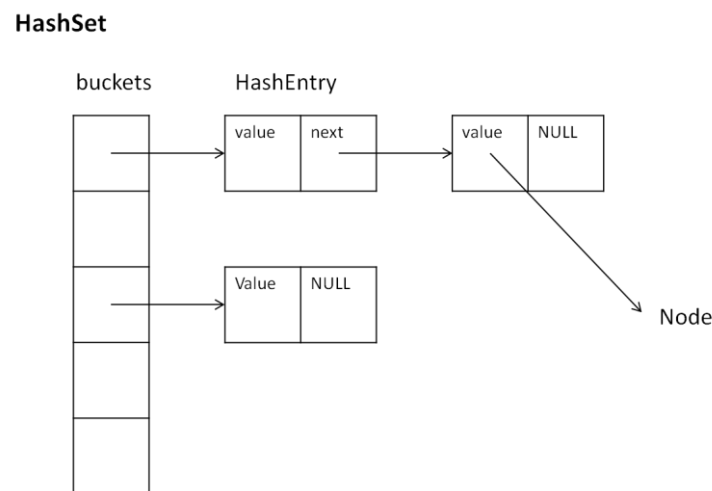 HashSet
buckets HashEntry
value next value NULL
Node
Value NULL